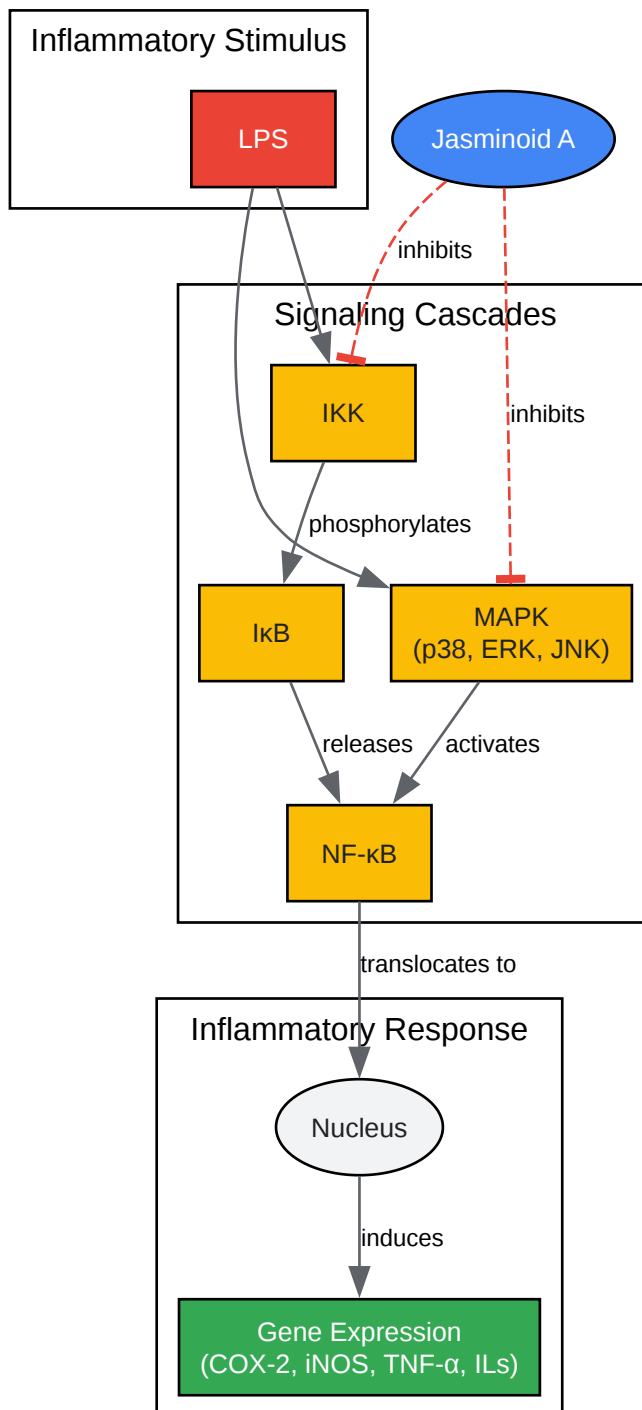 Inflammatory Stimulus
LPS
Jasminoid A
inhibits
Signaling Cascades
IKK
inhibits
phosphorylates
IκB
MAPK
(p38, ERK, JNK)
releases
activates
NF-κB
translocates to
Inflammatory Response
Nucleus
induces
Gene Expression
(COX-2, iNOS, TNF-α, ILs)